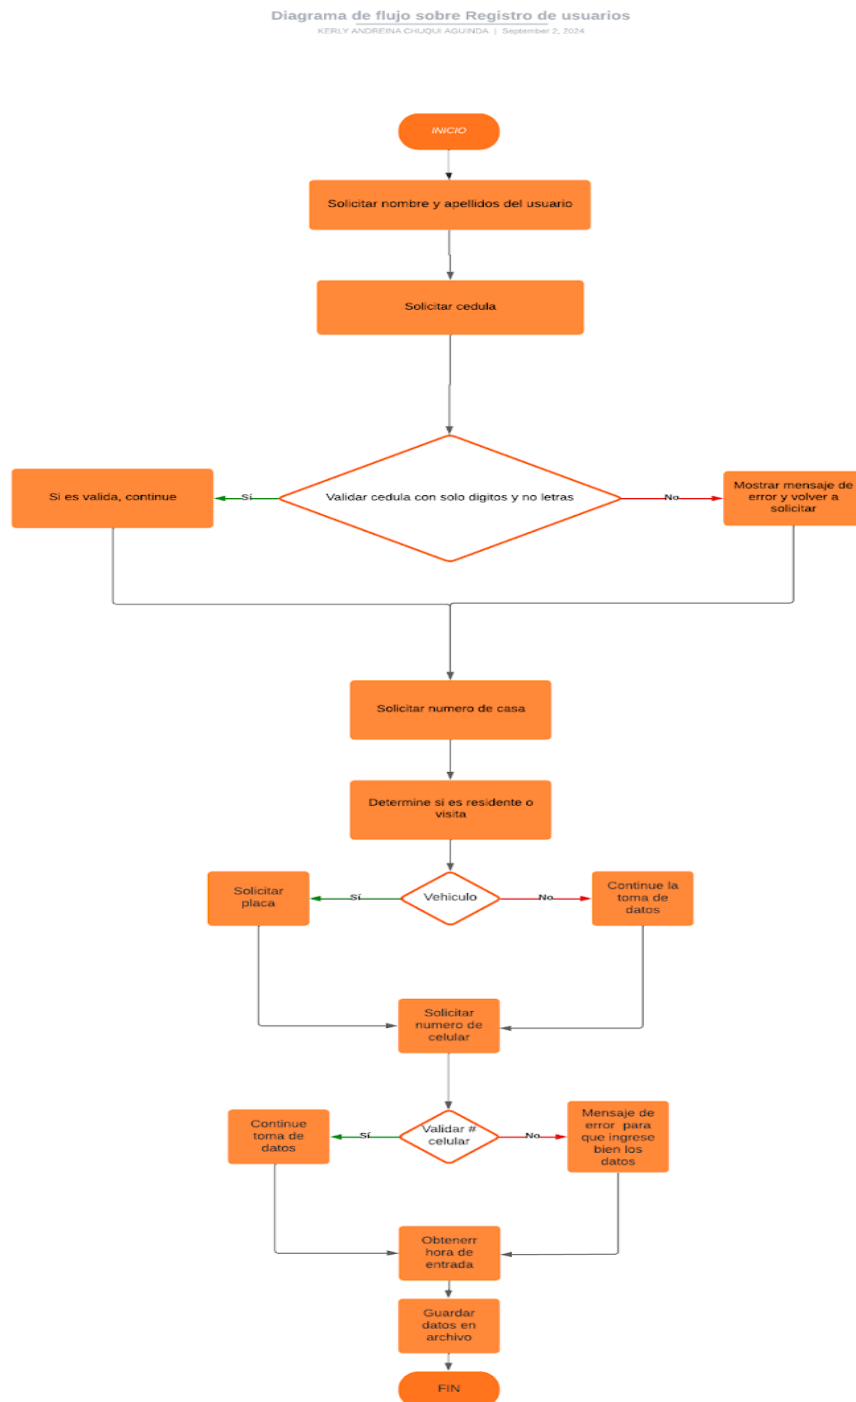 Diagrama de flujo sobre Registro de usuarios
KERLY ANDREINA CHUQUI AGUINDA | September 2, 2024
INICIO
Solicitar nombre y apellidos del usuario
Solicitar cedula
Si es valida, continue
Sí
Validar cedula con solo digitos y no letras
No
Mostrar mensaje de
error y volver a
solicitar
Solicitar numero de casa
Determine si es residente o
visita
Solicitar
placa
Sí
Vehiculo
No
Continue la
toma de
datos
Solicitar
numero de
celular
Continue
toma de
datos
Sí
Validar #
celular
No
Mensaje de
error para
que ingrese
bien los
datos
Obtenerr
hora de
entrada
Guardar
datos en
archivo
FIN